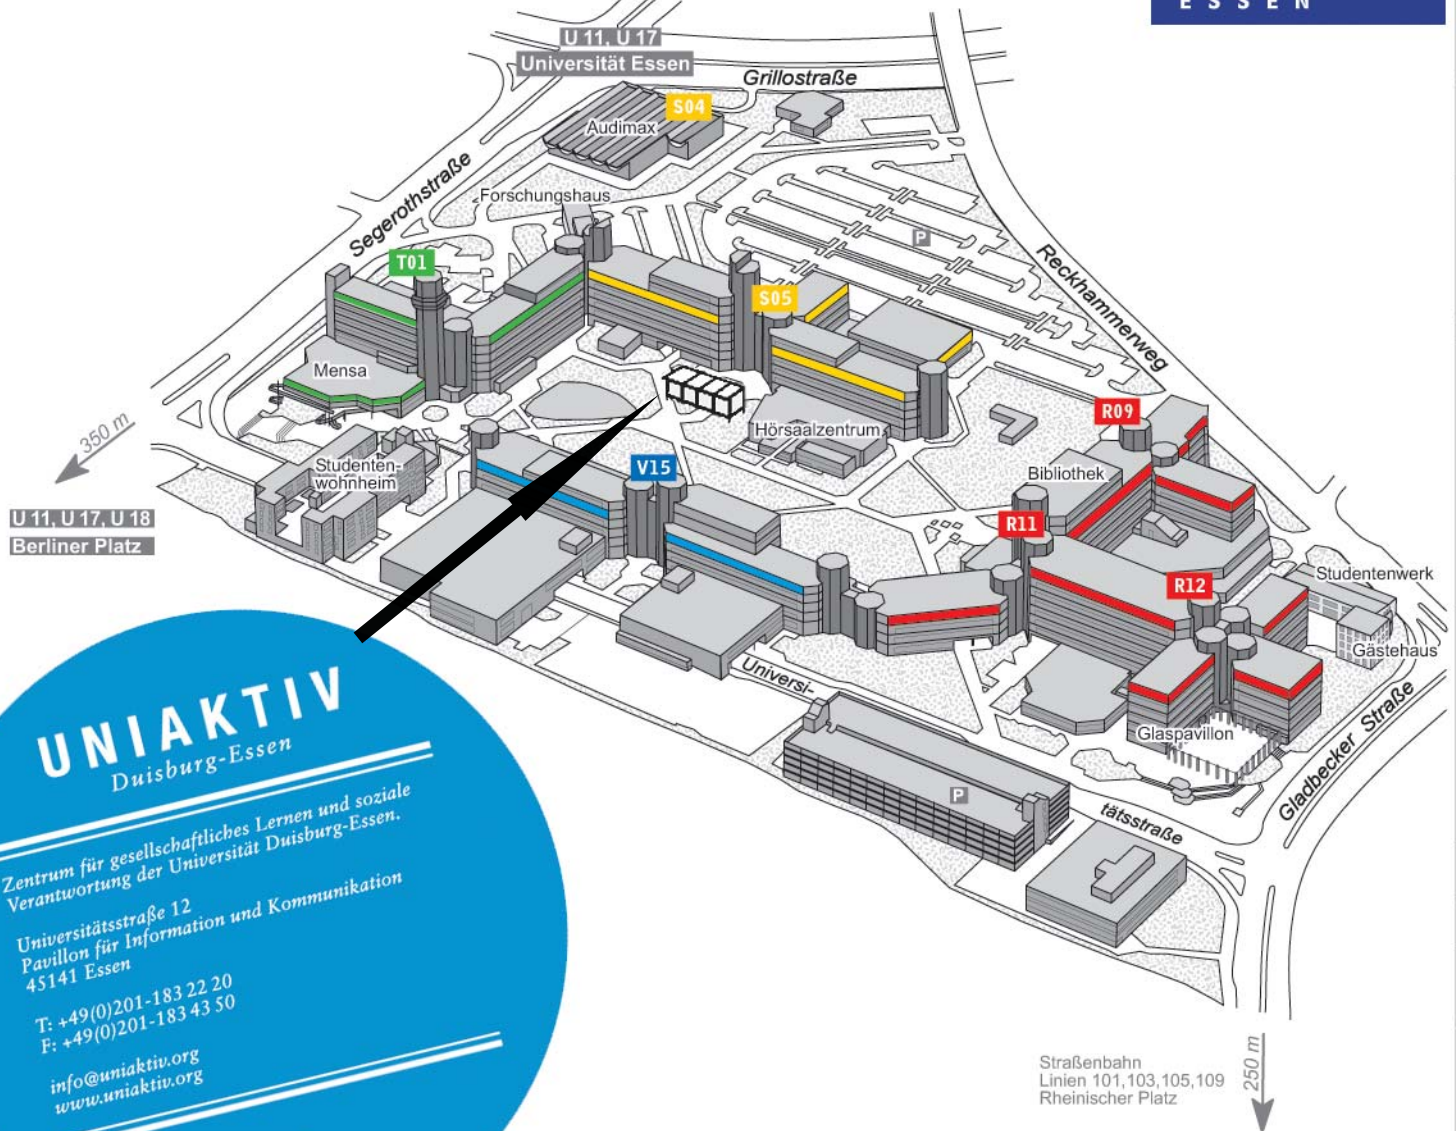 ESSEN
U 11, U 17
Universität Essen
Grillostraße
S04
Audimax
Segerothstraße
Forschungshaus
P
Reckhammerweg
T01
S05
Mensa
350 m
R09
Hörsaalzentrum
Studenten-
wohnheim
V15
Bibliothek
U 11, U 17, U 18
Berliner Platz
R11
R12
Studentenwerk
Gästehaus
Universi-
Glaspavillon
Gladbecker Straße
P
tätsstraße
UNIAKTIV
Duisburg-Essen
Zentrum für gesellschaftliches Lernen und soziale
Verantwortung der Universität Duisburg-Essen.
Universitätsstraße 12
Pavillon für Information und Kommunikation
45141 Essen
T: +49(0)201-183 22 20
F: +49(0)201-183 43 50
info@uniaktiv.org
www.uniaktiv.org
Straßenbahn
Linien 101,103,105,109
Rheinischer Platz
250 m